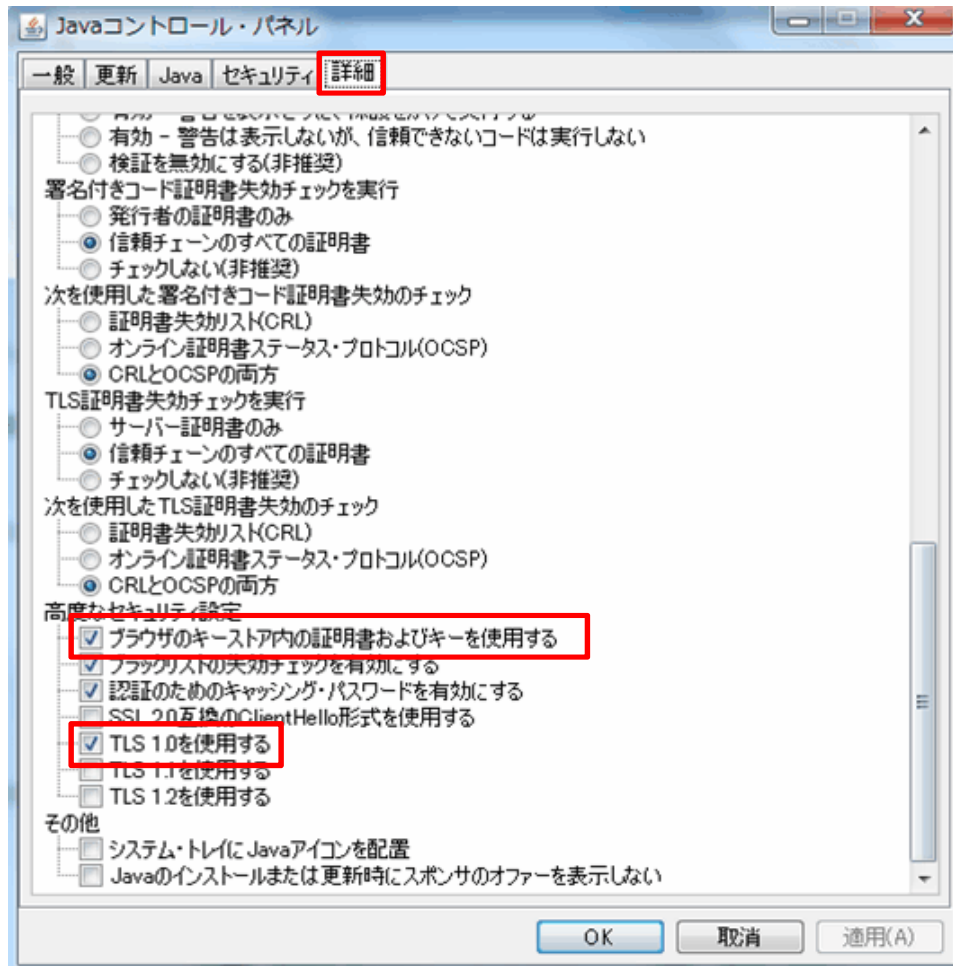 Javaコントロール・パネル
一般 更新 Java セキュリティ 詳細
有効 - 警告は表示しないが、信頼できないコードは実行しない
検証を無効にする(非推奨)
署名付きコード証明書失効チェックを実行
発行者の証明書のみ
信頼チェーンのすべての証明書
チェックしない(非推奨)
次を使用した署名付きコード証明書失効のチェック
証明書失効リスト(CRL)
オンライン証明書ステータス・プロトコル(OCSP)
CRLとOCSPの両方
TLS証明書失効チェックを実行
サーバー証明書のみ
信頼チェーンのすべての証明書
チェックしない(非推奨)
次を使用したTLS証明書失効のチェック
証明書失効リスト(CRL)
オンライン証明書ステータス・プロトコル(OCSP)
CRLとOCSPの両方
高度なセキュリティ設定
ブラウザのキーストア内の証明書およびキーを使用する
ブラックリストの失効チェックを有効にする
認証のためのキャッシング・パスワードを有効にする
SSL 2.0互換のClientHello形式を使用する
TLS 1.0を使用する
TLS 1.1を使用する
TLS 1.2を使用する
その他
システム・トレイにJavaアイコンを配置
Javaのインストールまたは更新時にスポンサのオファーを表示しない
OK 取消 適用(A)